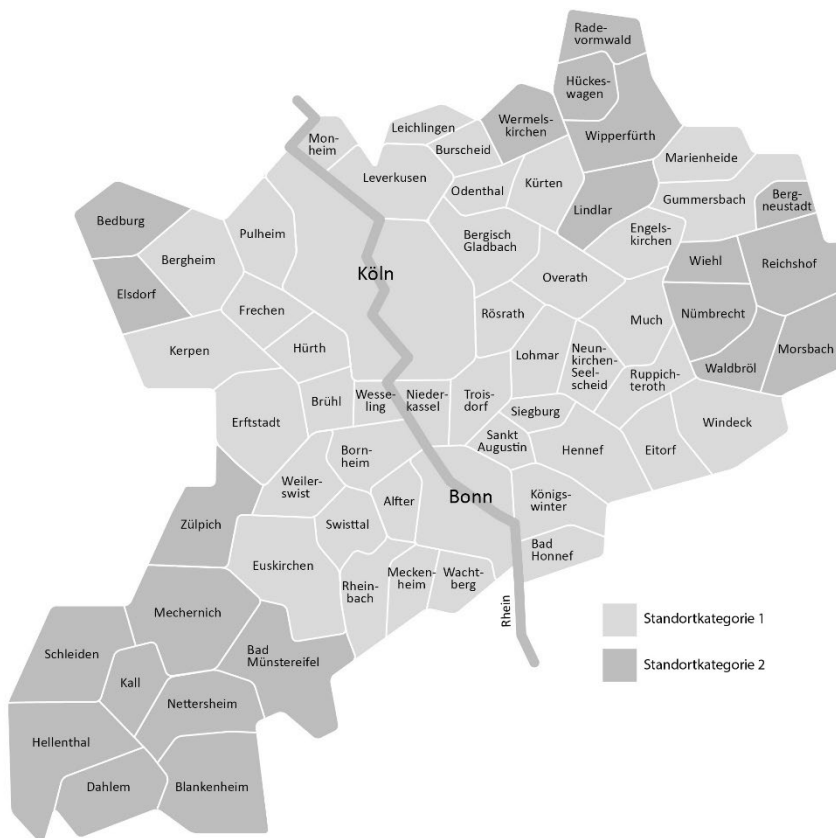 Rade-
vormwald
Hückes-
wagen
Wermels-
kirchen
Wipperfürth
Leichlingen
Mon-
heim
Burscheid
Marienheide
Leverkusen
Odenthal
Kürten
Lindlar
Gummersbach
Berg-
neustadt
Bedburg
Pulheim
Bergheim
Bergisch
Gladbach
Engels-
kirchen
Wiehl
Reichshof
Köln
Overath
Elsdorf
Frechen
Rösrath
Much
Nümbrecht
Kerpen
Hürth
Lohmar
Neun-
kirchen-
Seel-
scheid
Morsbach
Ruppich-
teroth
Waldbröl
Erftstadt
Brühl
Wesse-
ling
Nieder-
kassel
Trois-
dorf
Siegburg
Windeck
Sankt
Augustin
Hennef
Eitorf
Born-
heim
Weiler-
swist
Alfter
Bonn
Königs-
winter
Zülpich
Swisttal
Bad
Honnef
Euskirchen
Rhein-
bach
Mecken-
heim
Wacht-
berg
Rhein
Mechernich
Standortkategorie 1
Schleiden
Bad
Münstereifel
Kall
Standortkategorie 2
Nettersheim
Hellenthal
Dahlem
Blankenheim